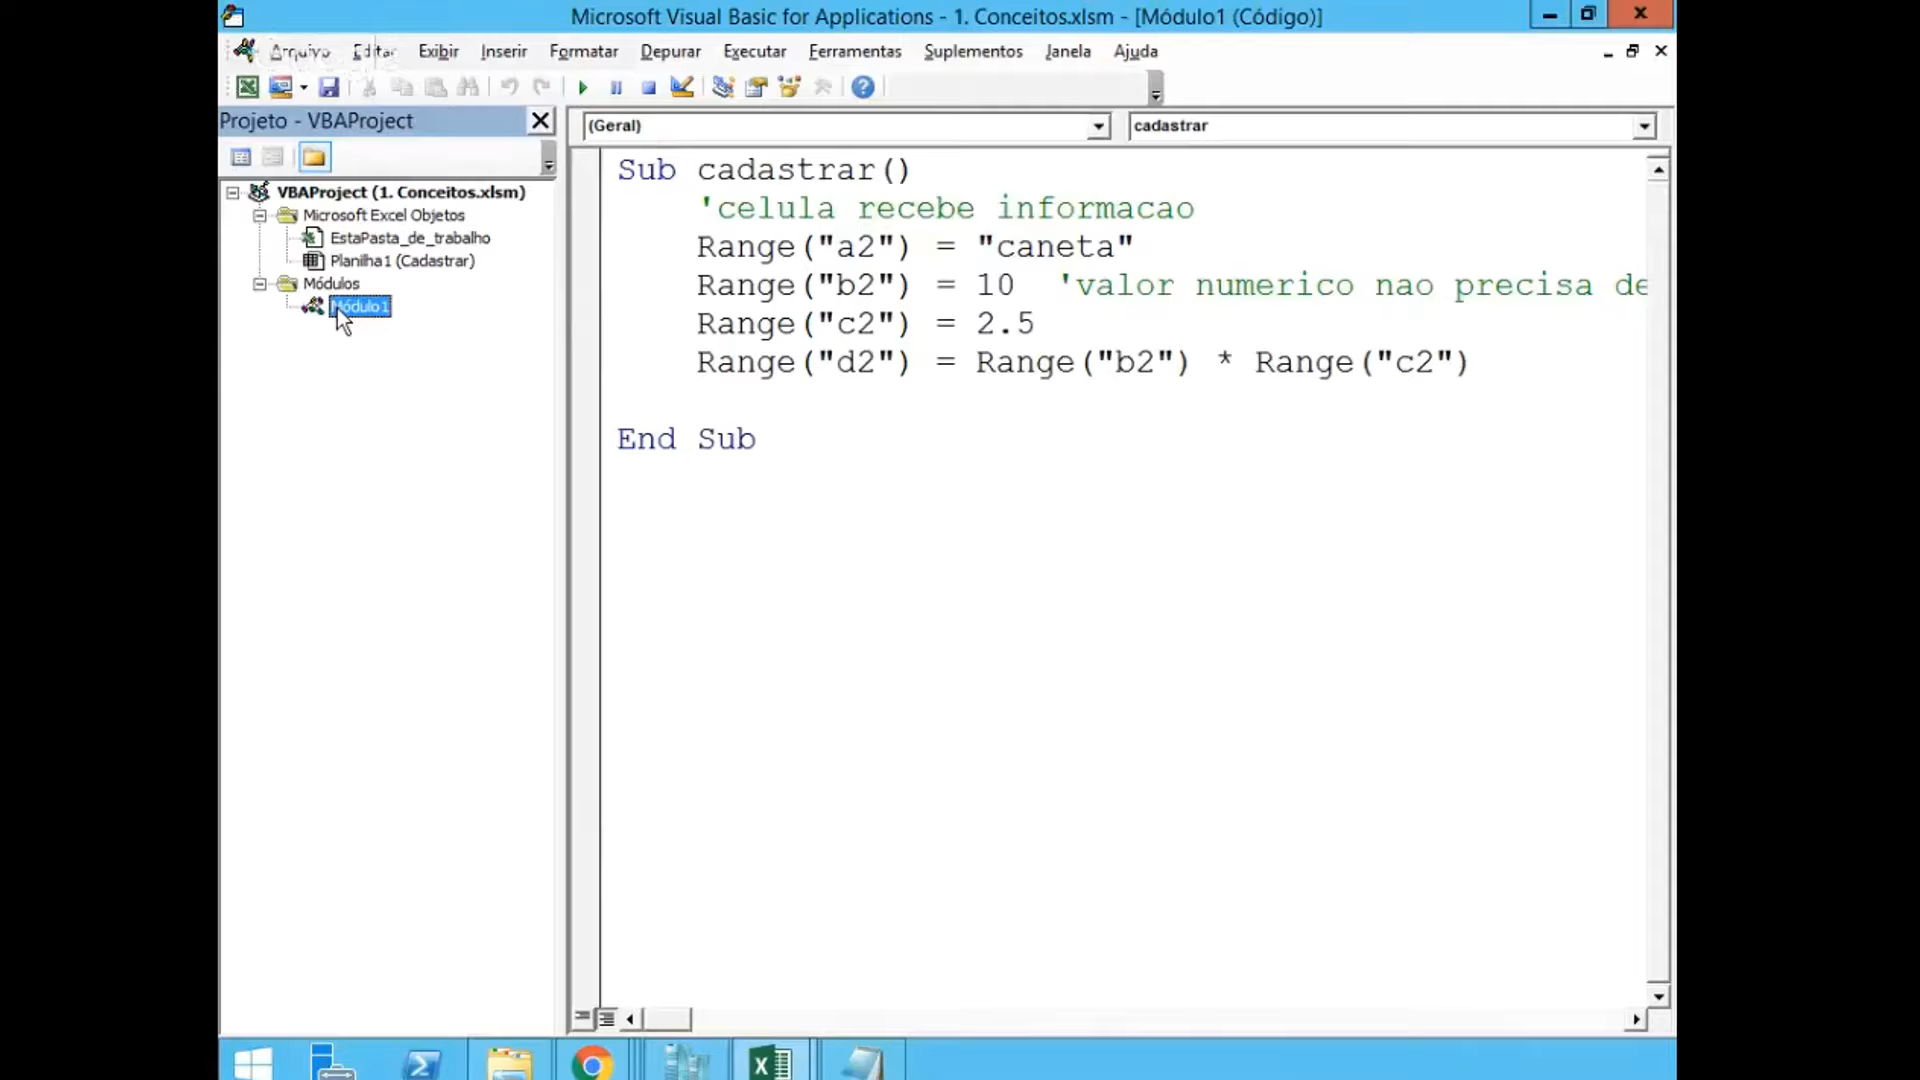 Microsoft Visual Basic for Applications - 1. Conceitos.xlsm - [Módulo1 (Código)]
Arquivo Editar Exibir Inserir Formatar Depurar Executar Ferramentas Suplementos Janela Ajuda
Projeto - VBAProject
(Geral)
cadastrar
VBAProject (1. Conceitos.xlsm)
Microsoft Excel Objetos
EstaPasta_de_trabalho
Planilha1 (Cadastrar)
Módulos
Módulo1
Sub cadastrar()
'celula recebe informacao
Range("a2") = "caneta"
Range("b2") = 10 'valor numerico nao precisa de
Range("c2") = 2.5
Range("d2") = Range("b2") * Range("c2")
End Sub